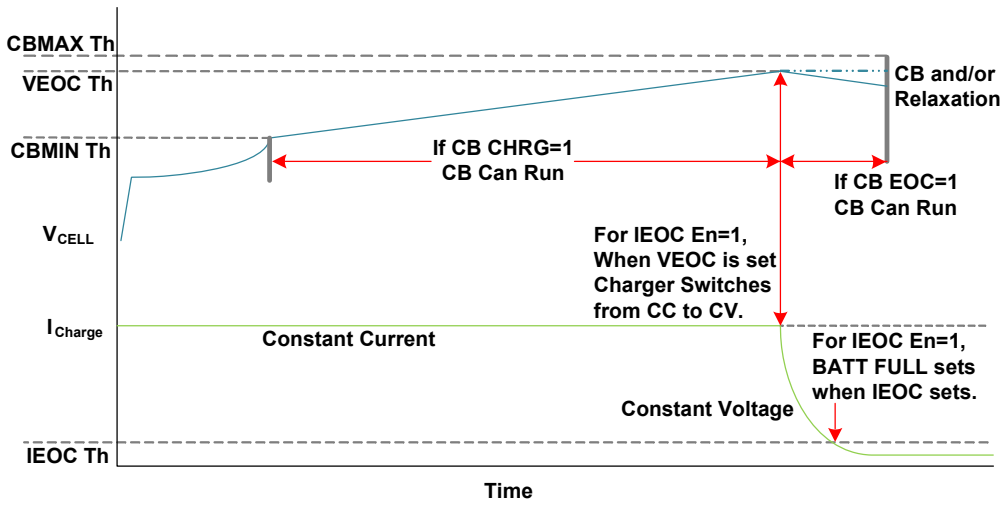 CBMAX Th
VEOC Th
CB and/or
Relaxation
CBMIN Th
If CB CHRG=1
CB Can Run
If CB EOC=1
CB Can Run
VCELL
For IEOC En=1,
When VEOC is set
Charger Switches
from CC to CV.
ICharge
Constant Current
For IEOC En=1,
BATT FULL sets
when IEOC sets.
Constant Voltage
IEOC Th
Time